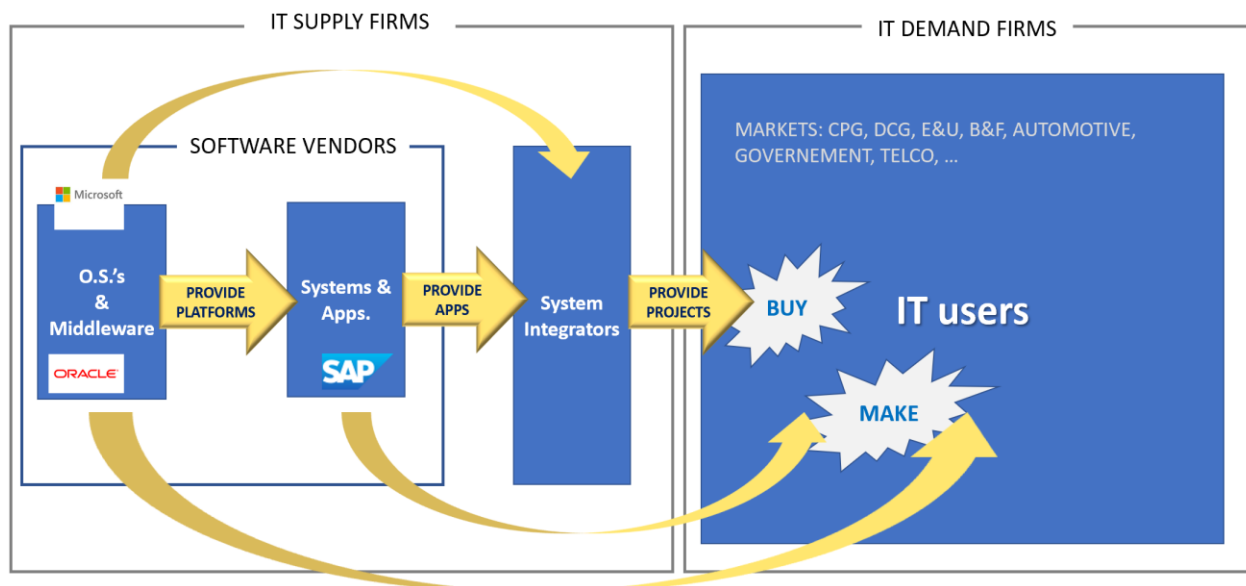 IT SUPPLY FIRMS
IT DEMAND FIRMS
SOFTWARE VENDORS
MARKETS: CPG, DCG, E&U, B&F, AUTOMOTIVE,
GOVERNEMENT, TELCO, ...
Microsoft
O.S.'s
&
Middleware
ORACLE
PROVIDE
PLATFORMS
Systems &
Apps.
SAP
PROVIDE
APPS
System
Integrators
PROVIDE
PROJECTS
BUY
IT users
MAKE